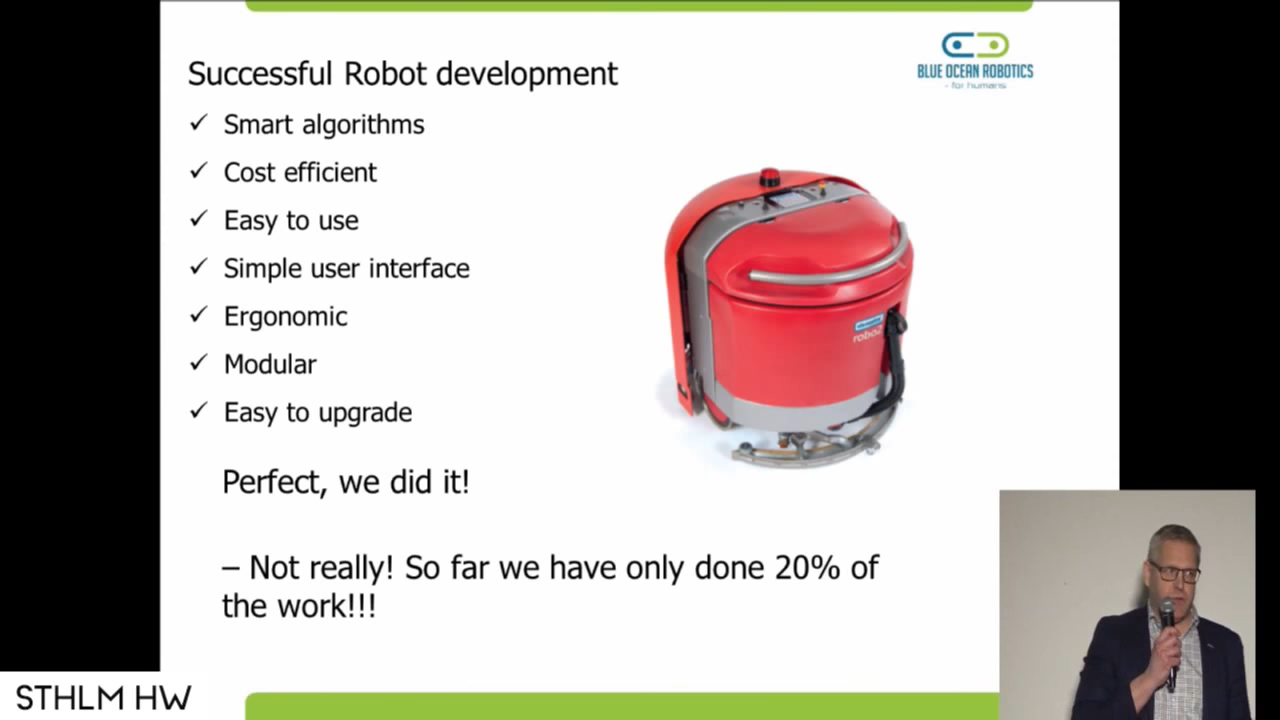 Successful Robot development
BLUE OCEAN ROBOTICS
- for humans
✓ Smart algorithms
✓ Cost efficient
✓ Easy to use
✓ Simple user interface
✓ Ergonomic
✓ Modular
✓ Easy to upgrade
robo2
Perfect, we did it!
– Not really! So far we have only done 20% of
the work!!!
STHLM HW